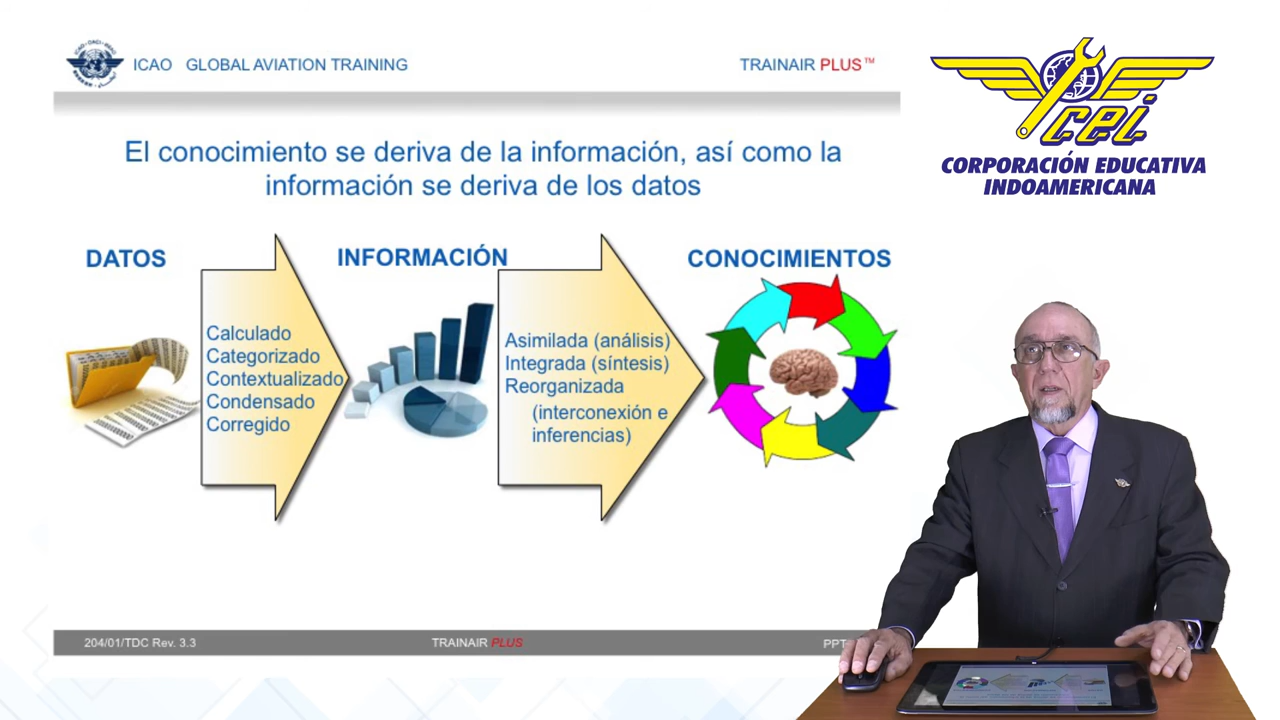 ICAO GLOBAL AVIATION TRAINING
TRAINAIR PLUS™
El conocimiento se deriva de la información, así como la
información se deriva de los datos
DATOS
INFORMACIÓN
CONOCIMIENTOS
Calculado
Categorizado
Contextualizado
Condensado
Corregido
Asimilada (análisis)
Integrada (síntesis)
Reorganizada
(interconexión e
inferencias)
204/01/TDC Rev. 3.3
TRAINAIR PLUS
PPT
cei
CORPORACIÓN EDUCATIVA
INDOAMERICANA